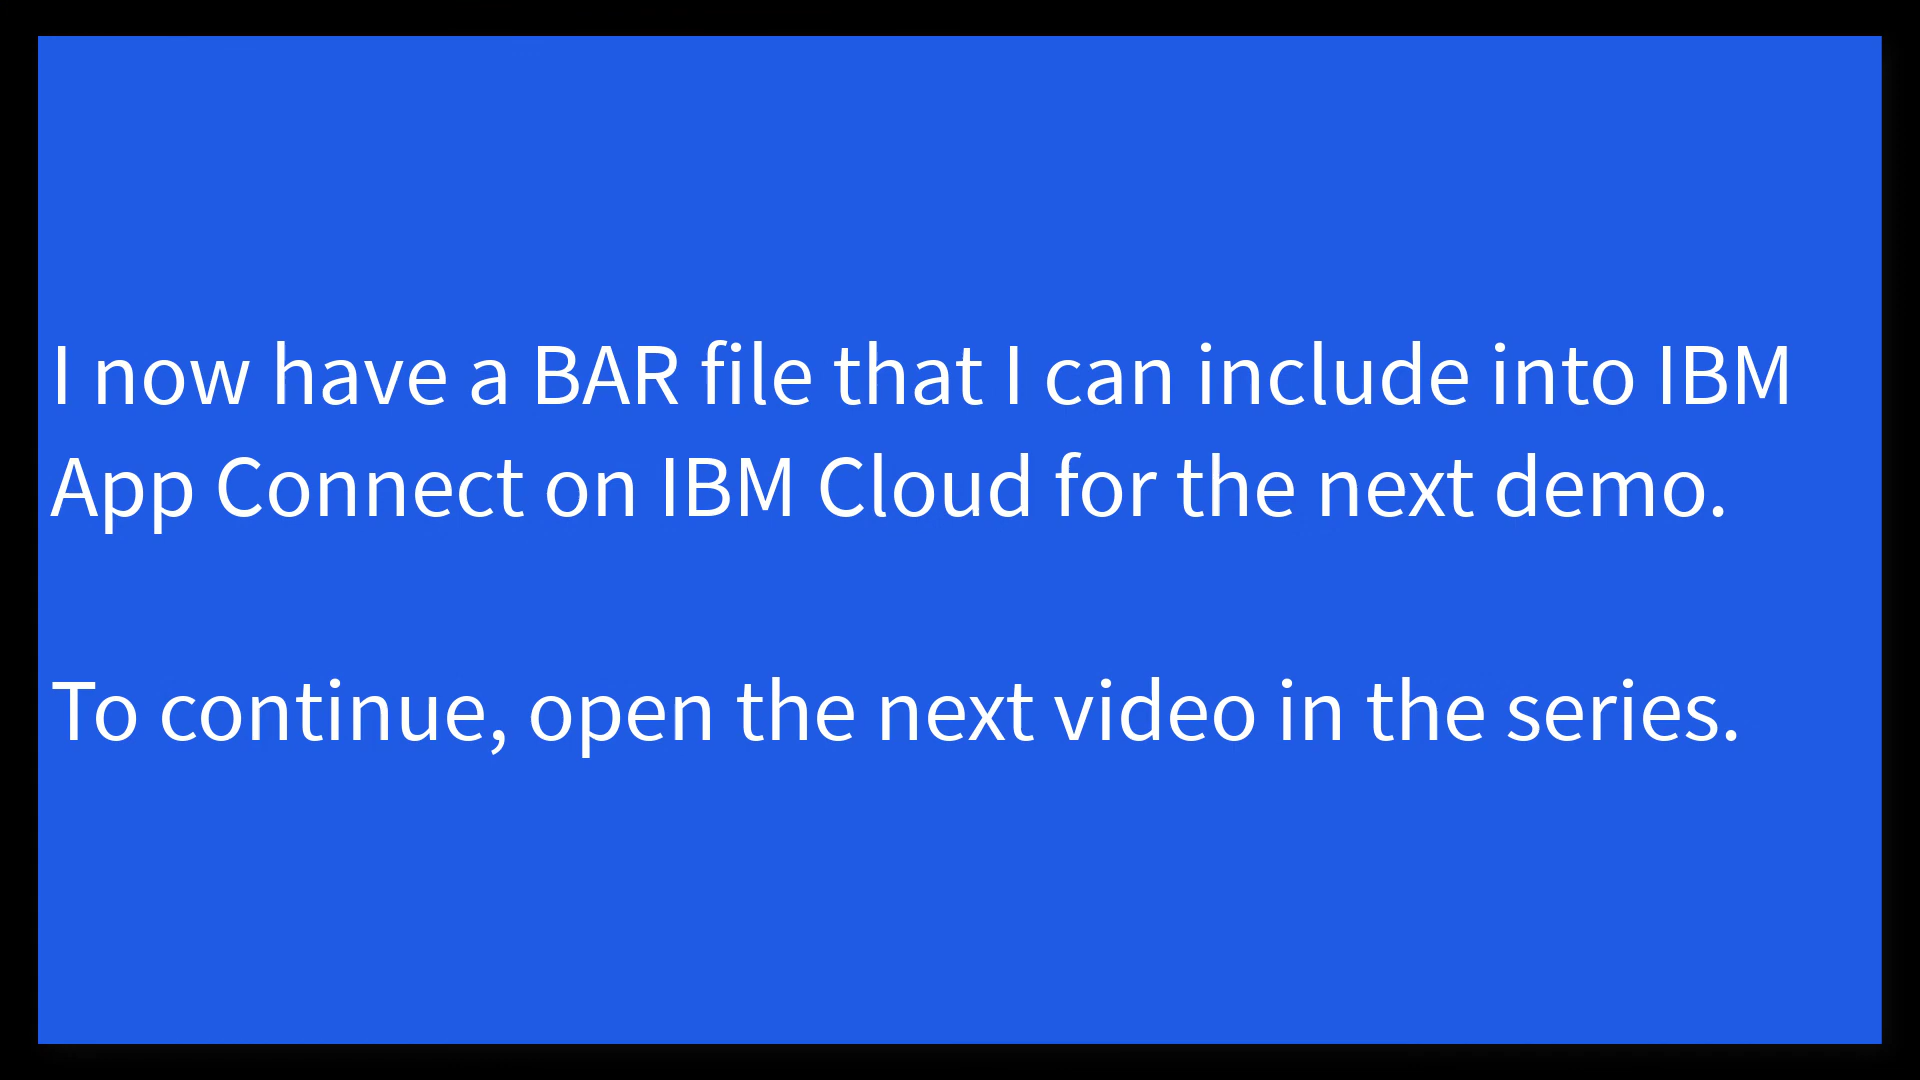 I now have a BAR file that I can include into IBM
App Connect on IBM Cloud for the next demo.
To continue, open the next video in the series.